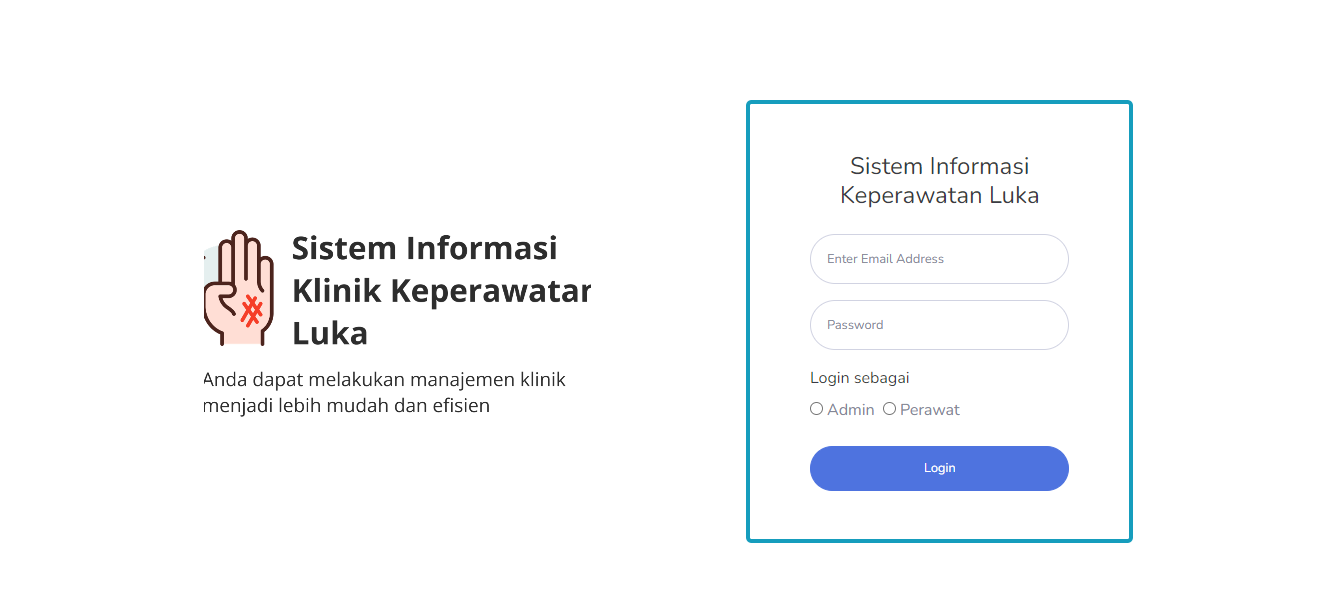 Sistem Informasi
Klinik Keperawatan
Luka
Anda dapat melakukan manajemen klinik
menjadi lebih mudah dan efisien
Sistem Informasi
Keperawatan Luka
Enter Email Address
Password
Login sebagai
Admin Perawat
Login